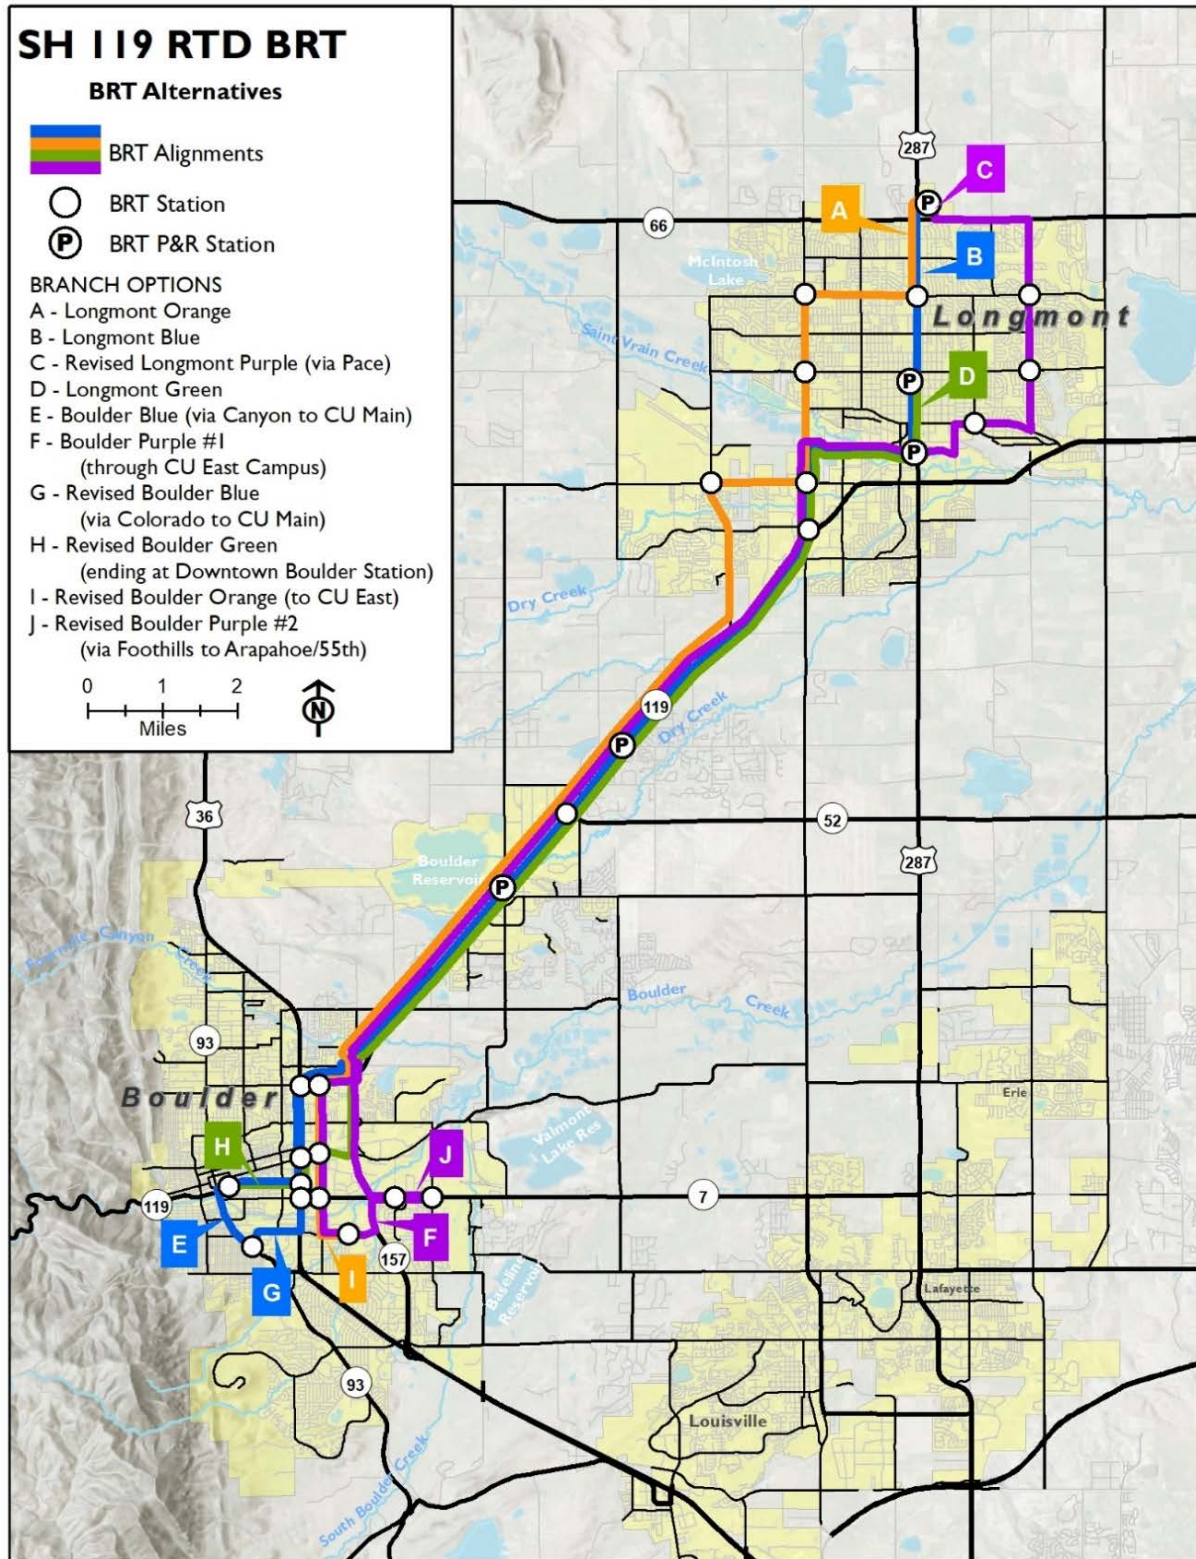 SH 119 RTD BRT
BRT Alternatives
BRT Alignments
BRT Station
P
BRT P&R Station
BRANCH OPTIONS
A - Longmont Orange
B - Longmont Blue
C - Revised Longmont Purple (via Pace)
D - Longmont Green
E - Boulder Blue (via Canyon to CU Main)
F - Boulder Purple #1
(through CU East Campus)
G - Revised Boulder Blue
(via Colorado to CU Main)
H - Revised Boulder Green
(ending at Downtown Boulder Station)
I - Revised Boulder Orange (to CU East)
J - Revised Boulder Purple #2
(via Foothills to Arapahoe/55th)
0 1 2
Miles
N
287
C
P
A
66
B
McIntosh
Lake
Longmont
Saint Vrain Creek
P
D
P
Dry Creek
119
Dry Creek
P
36
52
287
Boulder
Reservoir
P
Fourmile Canyon
Creek
Boulder Creek
93
Boulder
Erie
Valmont
Lake Res
H
J
119
7
E
F
157
G
I
Baseline
Reservoir
Lafayette
93
Louisville
South Boulder Creek